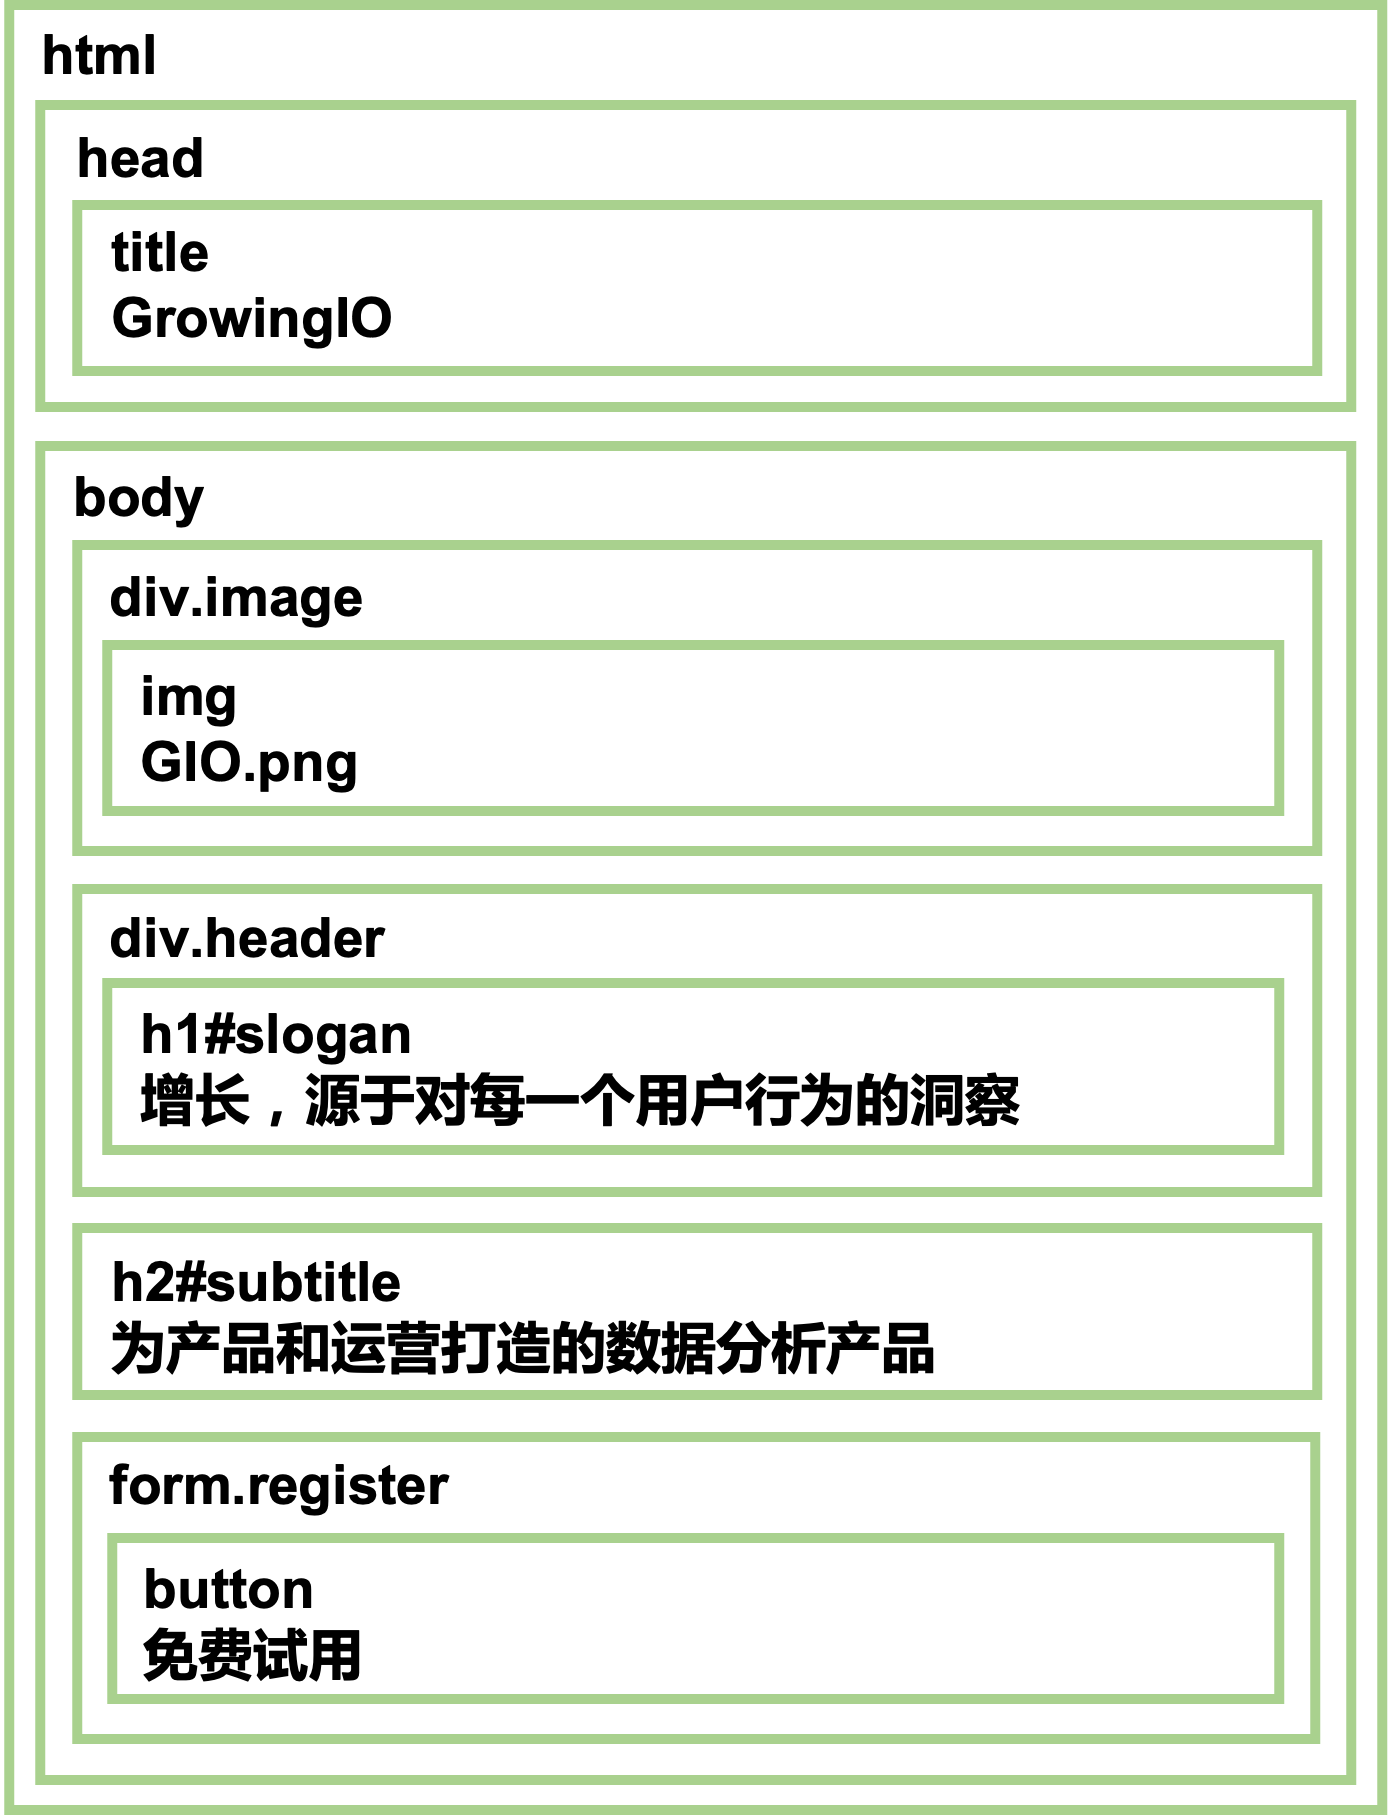 html
head
title
GrowingIO
body
div.image
img
GIO.png
div.header
h1#slogan
增长，源于对每一个用户行为的洞察
h2#subtitle
为产品和运营打造的数据分析产品
form.register
button
免费试用